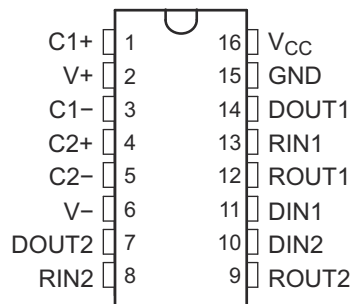 C1+ 1 16 VCC
V+ 2 15 GND
C1− 3 14 DOUT1
C2+ 4 13 RIN1
C2− 5 12 ROUT1
V− 6 11 DIN1
DOUT2 7 10 DIN2
RIN2 8 9 ROUT2